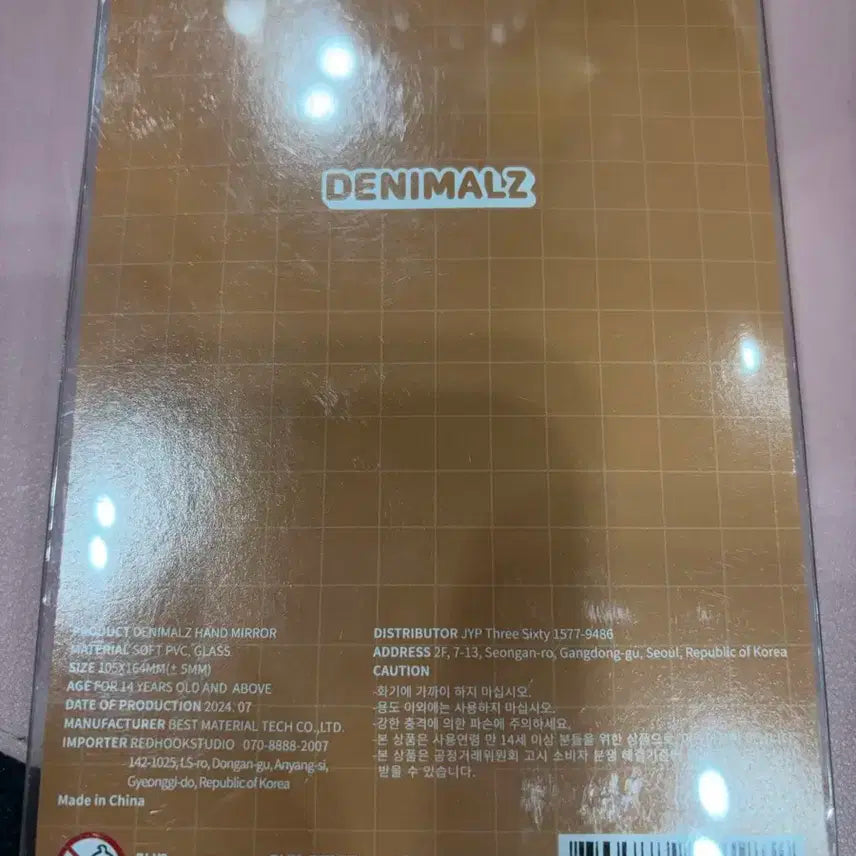 DENIMALZ
PRODUCT DENIMALZ HAND MIRROR
MATERIAL SOFT PVC, GLASS
SIZE 105X164MM(± 5MM)
AGE FOR 14 YEARS OLD AND ABOVE
DATE OF PRODUCTION 2024. 07
MANUFACTURER BEST MATERIAL TECH CO.,LTD.
IMPORTER REDHOOKSTUDIO 070-8888-2007
142-1025, LS-ro, Dongan-gu, Anyang-si,
Gyeonggi-do, Republic of Korea
Made in China
DISTRIBUTOR JYP Three Sixty 1577-9486
ADDRESS 2F, 7-13, Seongan-ro, Gangdong-gu, Seoul, Republic of Korea
CAUTION
-화기에 가까이 하지 마십시오.
-용도 이외에는 사용하지 마십시오.
-강한 충격에 의한 파손에 주의하세요.
-본 상품은 사용연령 만 14세 이상 분들을 위한 상품으로
-본 상품은 공정거래위원회 고시 소비자 분쟁 해결기준
받을 수 있습니다.